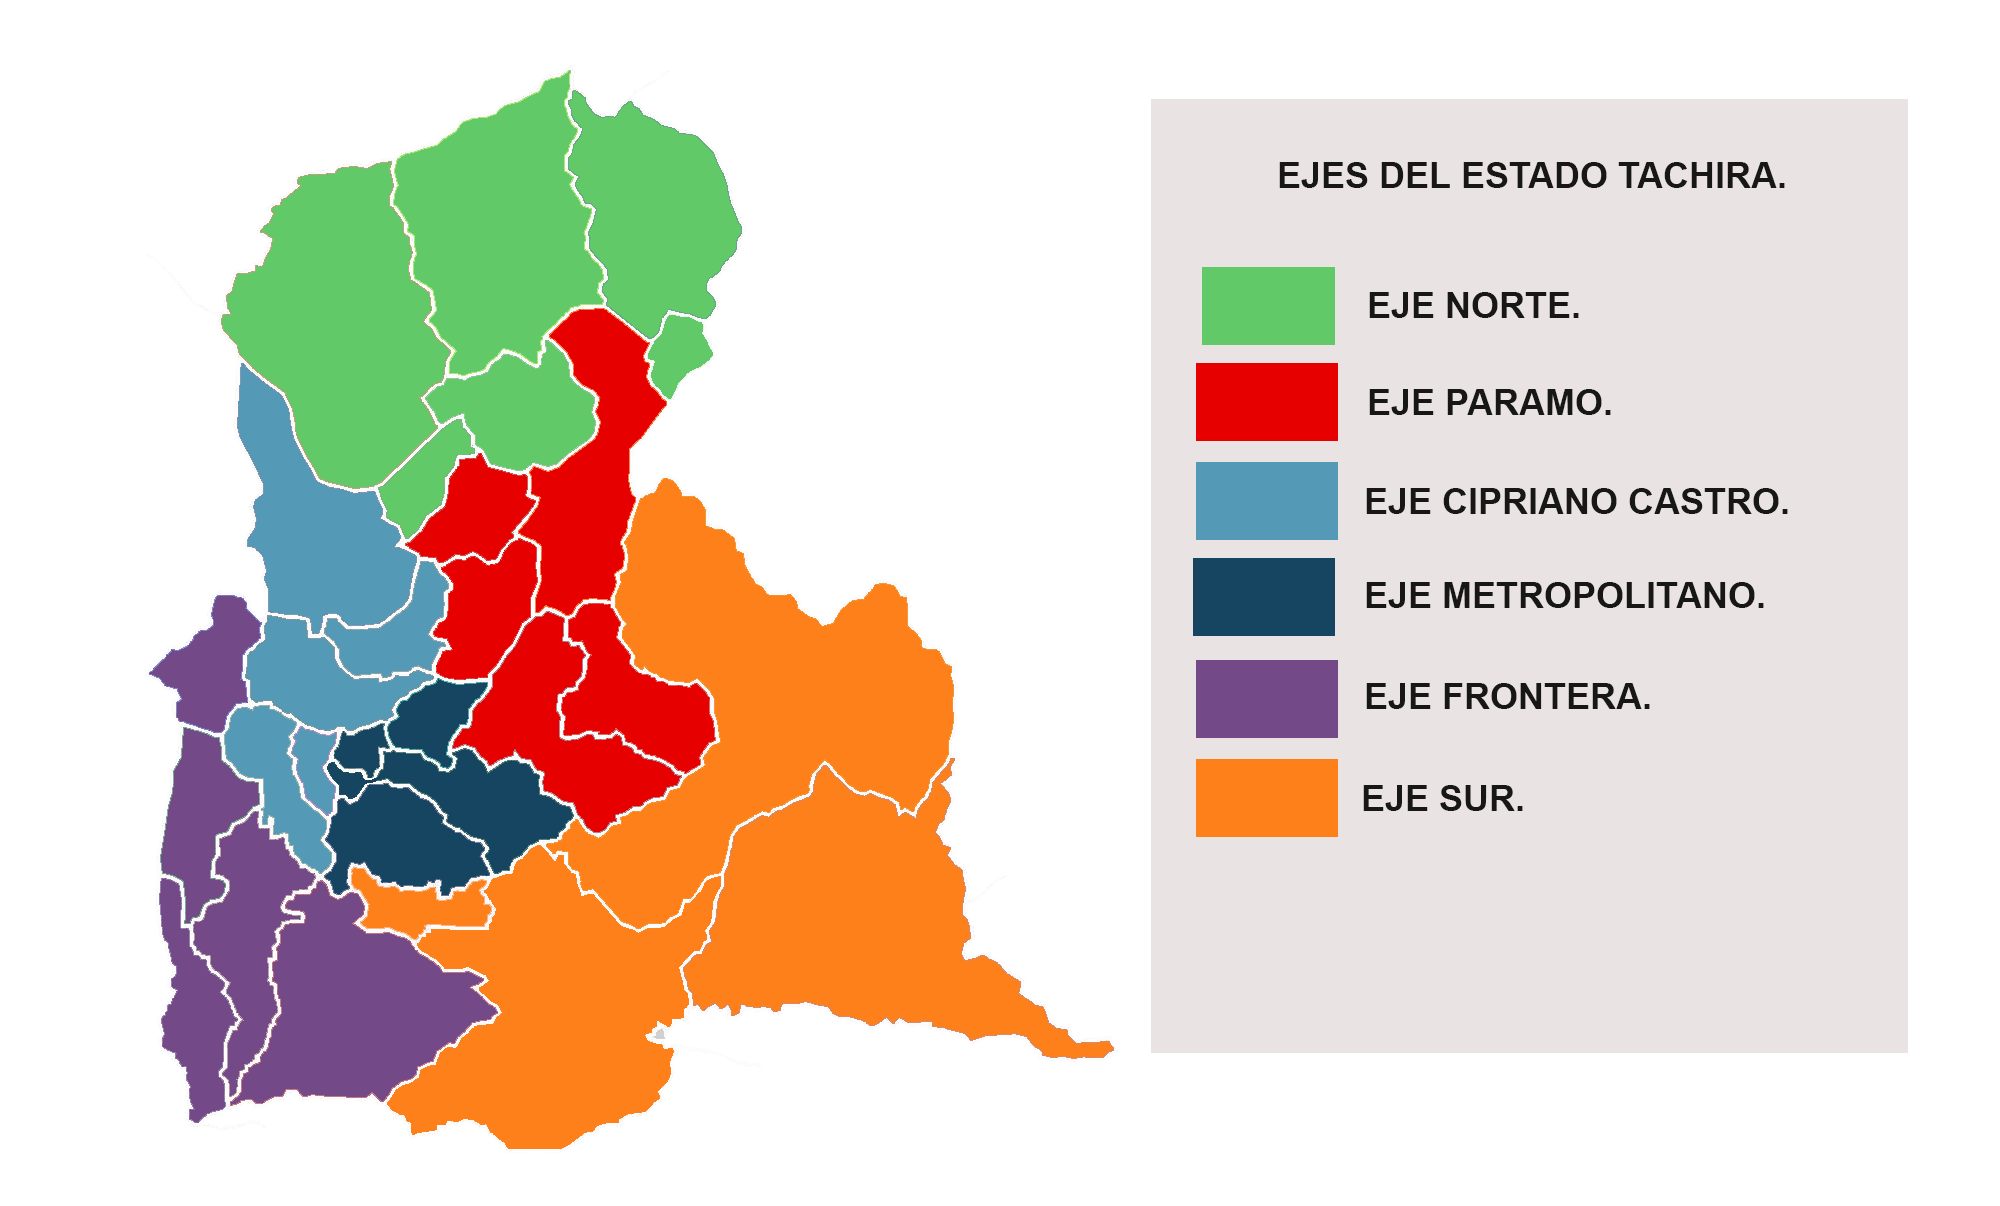 EJES DEL ESTADO TACHIRA.
EJE NORTE.
EJE PARAMO.
EJE CIPRIANO CASTRO.
EJE METROPOLITANO.
EJE FRONTERA.
EJE SUR.